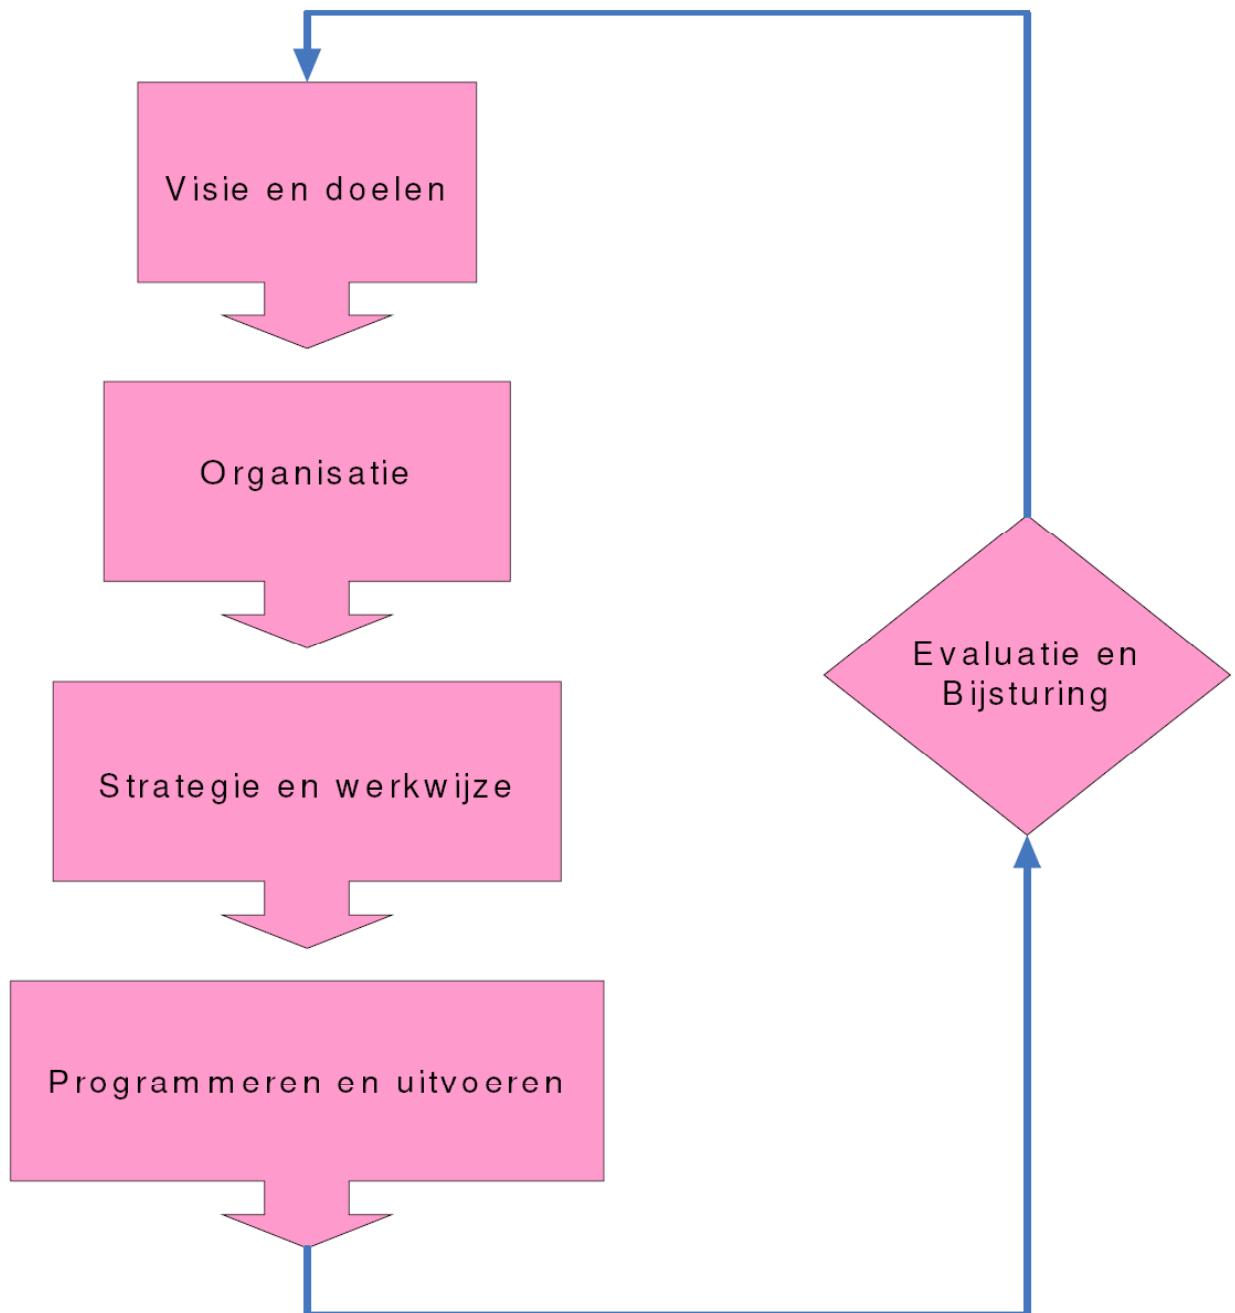 Visie en doelen
Organisatie
Strategie en werkwijze
Programmeren en uitvoeren
Evaluatie en
Bijsturing